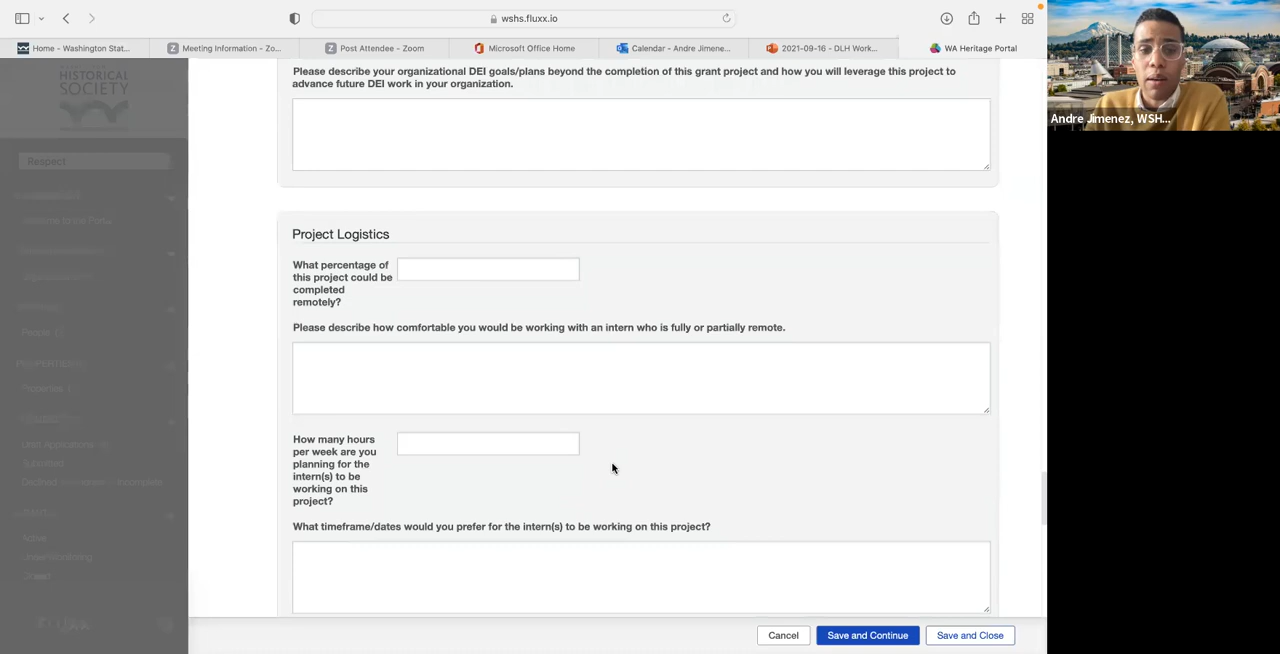 wshs.fluxx.io
Home - Washington Stat...
Meeting Information - Zo...
Post Attendee - Zoom
Microsoft Office Home
Calendar - Andre Jimene...
2021-09-16 - DLH Work...
WA Heritage Portal
Andre Jimenez, WSH...
HISTORICAL
SOCIETY
Please describe your organizational DEI goals/plans beyond the completion of this grant project and how you will leverage this project to
advance future DEI work in your organization.
Project Logistics
What percentage of
this project could be
completed
remotely?
Please describe how comfortable you would be working with an intern who is fully or partially remote.
How many hours
per week are you
planning for the
intern(s) to be
working on this
project?
What timeframe/dates would you prefer for the intern(s) to be working on this project?
Cancel
Save and Continue
Save and Close
People
Properties
Submitted
Active